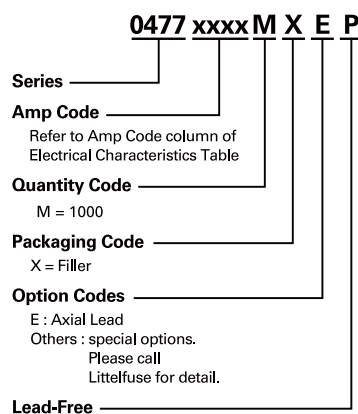 0477 xxxx M X E P
Series
Amp Code
Refer to Amp Code column of
Electrical Characteristics Table
Quantity Code
M = 1000
Packaging Code
X = Filler
Option Codes
E : Axial Lead
Others : special options.
Please call
Littelfuse for detail.
Lead-Free